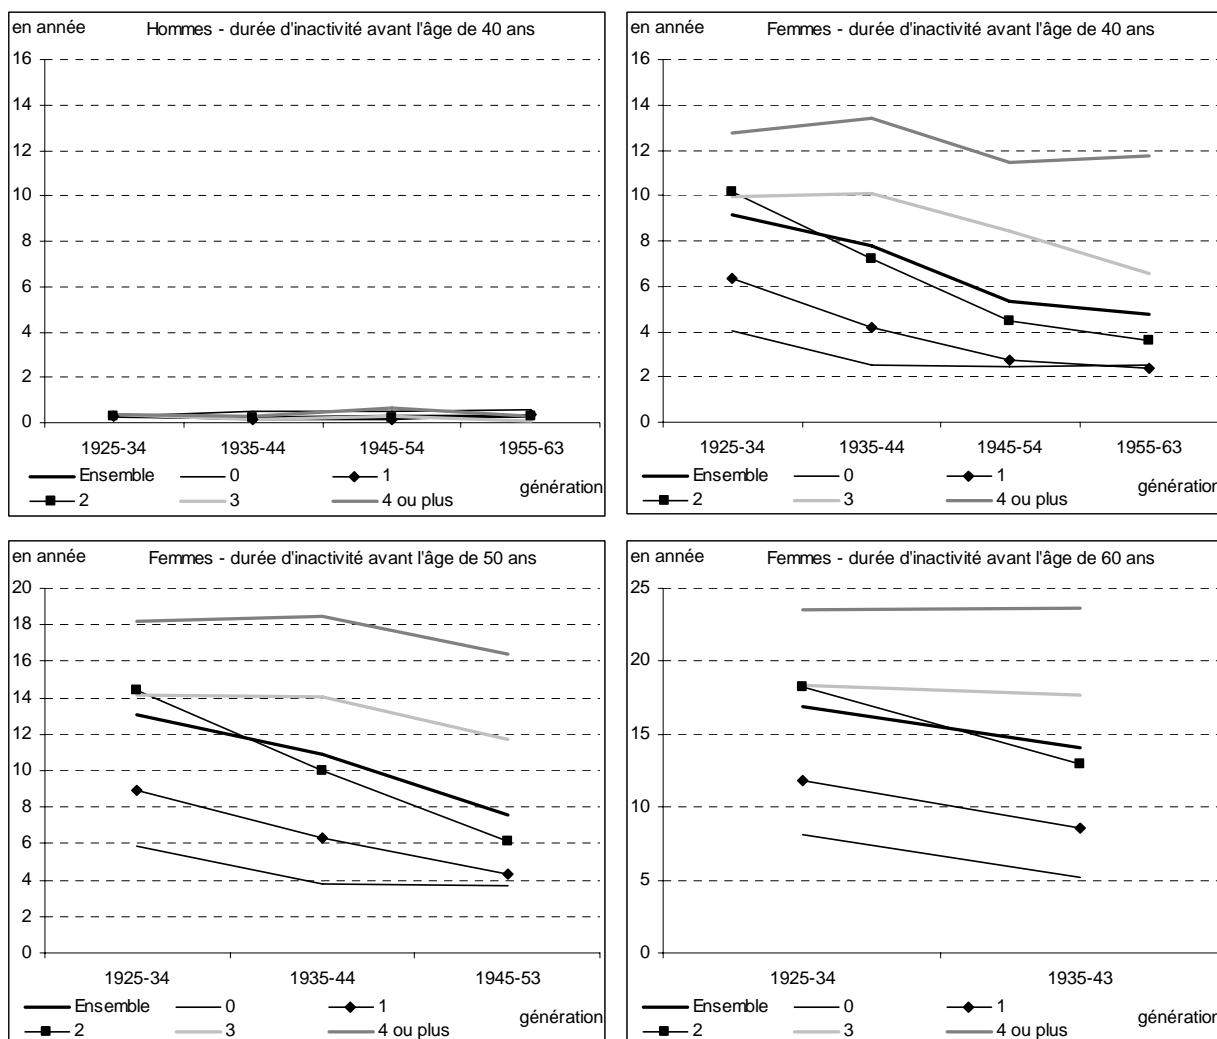 en année Hommes - durée d'inactivité avant l'âge de 40 ans
16
14
12
10
8
6
4
2
0
1925-34 1935-44 1945-54 1955-63
Ensemble 0 1
2 3 4 ou plus
génération
en année Femmes - durée d'inactivité avant l'âge de 40 ans
16
14
12
10
8
6
4
2
0
1925-34 1935-44 1945-54 1955-63
Ensemble 0 1
2 3 4 ou plus
génération
en année Femmes - durée d'inactivité avant l'âge de 50 ans
20
18
16
14
12
10
8
6
4
2
0
1925-34 1935-44 1945-53
Ensemble 0 1
2 3 4 ou plus
génération
en année Femmes - durée d'inactivité avant l'âge de 60 ans
25
20
15
10
5
0
1925-34 1935-43
Ensemble 0 1
2 3 4 ou plus
génération